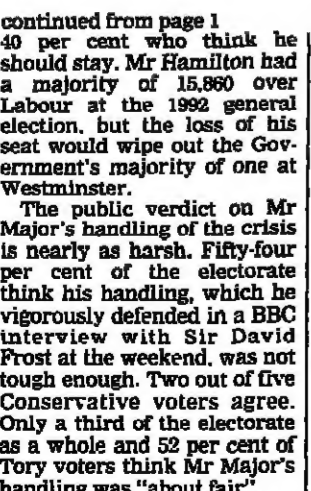 continued from page 1
40 per cent who think he
should stay. Mr Hamilton had
a majority of 15,860 over
Labour at the 1992 general
election, but the loss of his
seat would wipe out the Gov-
ernment's majority of one at
Westminster.
The public verdict on Mr
Major's handling of the crisis
is nearly as harsh. Fifty-four
per cent of the electorate
think his handling, which he
vigorously defended in a BBC
interview with Sir David
Frost at the weekend, was not
tough enough. Two out of five
Conservative voters agree.
Only a third of the electorate
as a whole and 52 per cent of
Tory voters think Mr Major's
handling was "about fair"